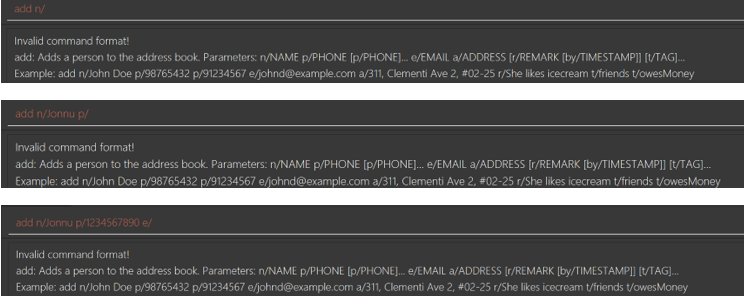 add n/
Invalid command format!
add: Adds a person to the address book. Parameters: n/NAME p/PHONE [p/PHONE]... e/EMAIL a/ADDRESS [r/REMARK [by/TIMESTAMP]] [t/TAG]...
Example: add n/John Doe p/98765432 p/91234567 e/johnd@example.com a/311, Clementi Ave 2, #02-25 r/She likes icecream t/friends t/owesMoney
add n/Jonnu p/
Invalid command format!
add: Adds a person to the address book. Parameters: n/NAME p/PHONE [p/PHONE]... e/EMAIL a/ADDRESS [r/REMARK [by/TIMESTAMP]] [t/TAG]...
Example: add n/John Doe p/98765432 p/91234567 e/johnd@example.com a/311, Clementi Ave 2, #02-25 r/She likes icecream t/friends t/owesMoney
add n/Jonnu p/1234567890 e/
Invalid command format!
add: Adds a person to the address book. Parameters: n/NAME p/PHONE [p/PHONE]... e/EMAIL a/ADDRESS [r/REMARK [by/TIMESTAMP]] [t/TAG]...
Example: add n/John Doe p/98765432 p/91234567 e/johnd@example.com a/311, Clementi Ave 2, #02-25 r/She likes icecream t/friends t/owesMoney